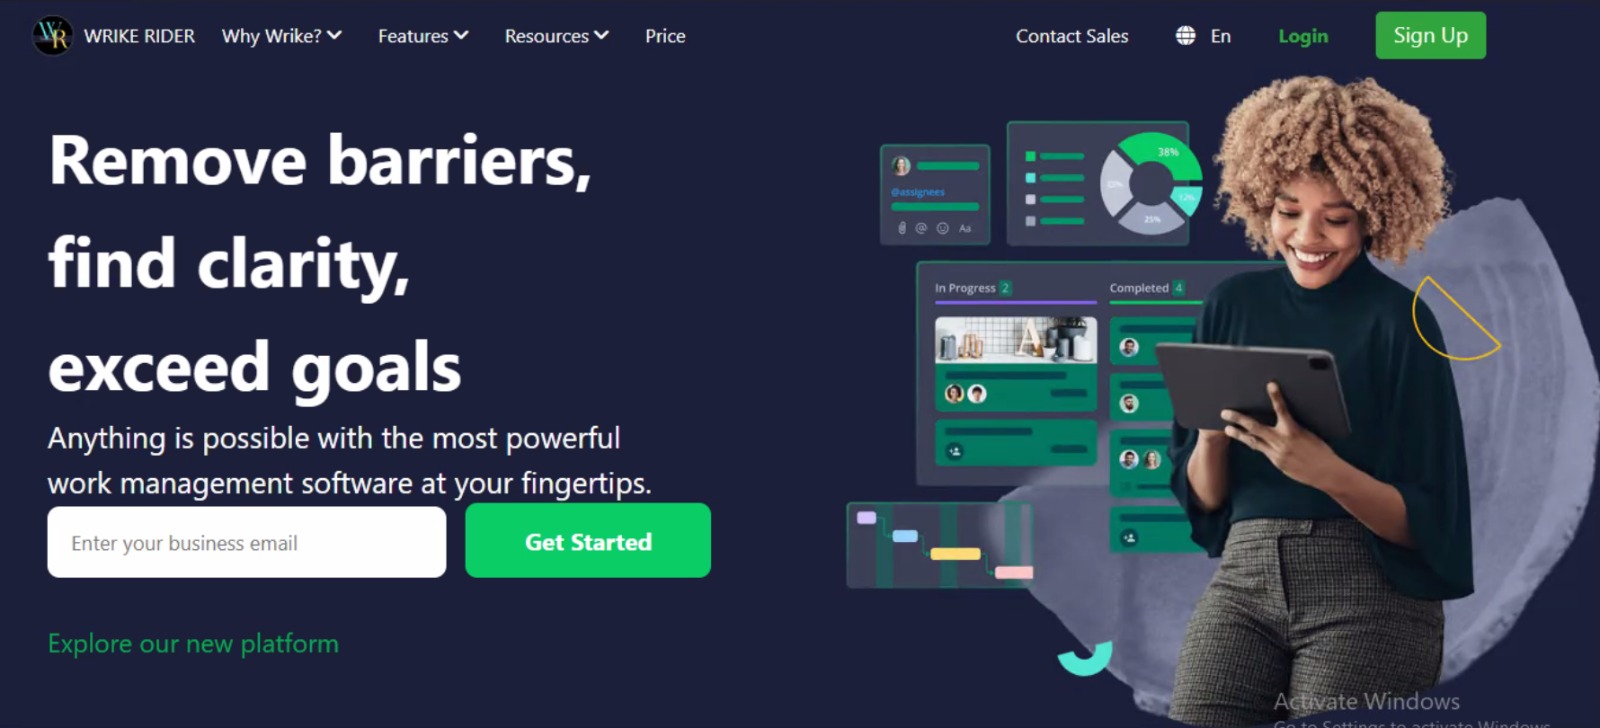 WR WRIKE RIDER Why Wrike? Features Resources Price Contact Sales En Login Sign Up
Remove barriers,
find clarity,
exceed goals
Anything is possible with the most powerful
work management software at your fingertips.
Enter your business email
Get Started
Explore our new platform
@assignees
@ Aa
38%
12%
25%
25%
In Progress 2
Completed 4
A
Activate Windows
Go to Settings to activate Windows